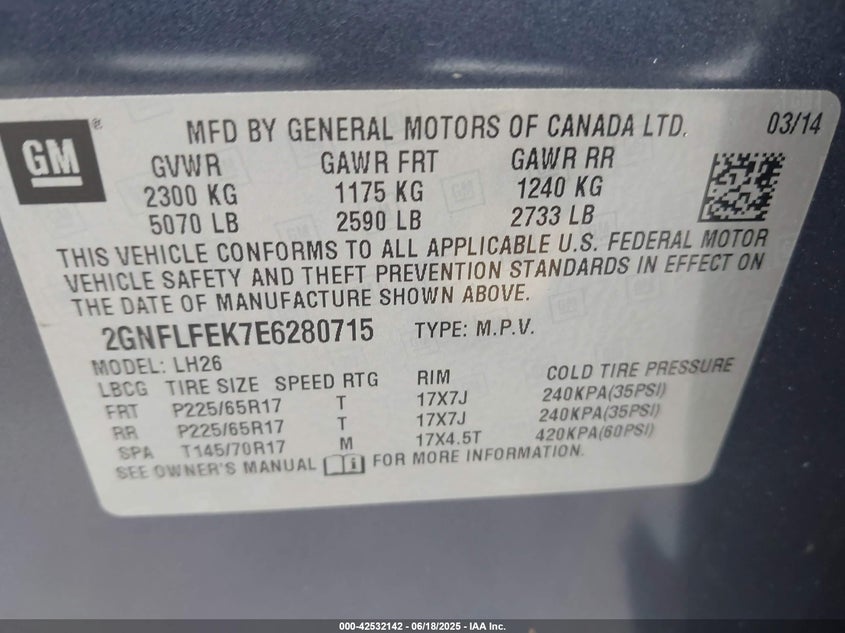 GM ®
MFD BY GENERAL MOTORS OF CANADA LTD. 03/14
GVWR GAWR FRT GAWR RR
2300 KG 1175 KG 1240 KG
5070 LB 2590 LB 2733 LB
THIS VEHICLE CONFORMS TO ALL APPLICABLE U.S. FEDERAL MOTOR
VEHICLE SAFETY AND THEFT PREVENTION STANDARDS IN EFFECT ON
THE DATE OF MANUFACTURE SHOWN ABOVE.
2GNFLFEK7E6280715 TYPE: M.P.V.
MODEL: LH26
LBCG TIRE SIZE SPEED RTG RIM COLD TIRE PRESSURE
FRT P225/65R17 T 17X7J 240KPA(35PSI)
RR P225/65R17 T 17X7J 240KPA(35PSI)
SPA T145/70R17 M 17X4.5T 420KPA(60PSI)
SEE OWNER'S MANUAL FOR MORE INFORMATION.
000-42532142 - 06/18/2025 - IAA Inc.